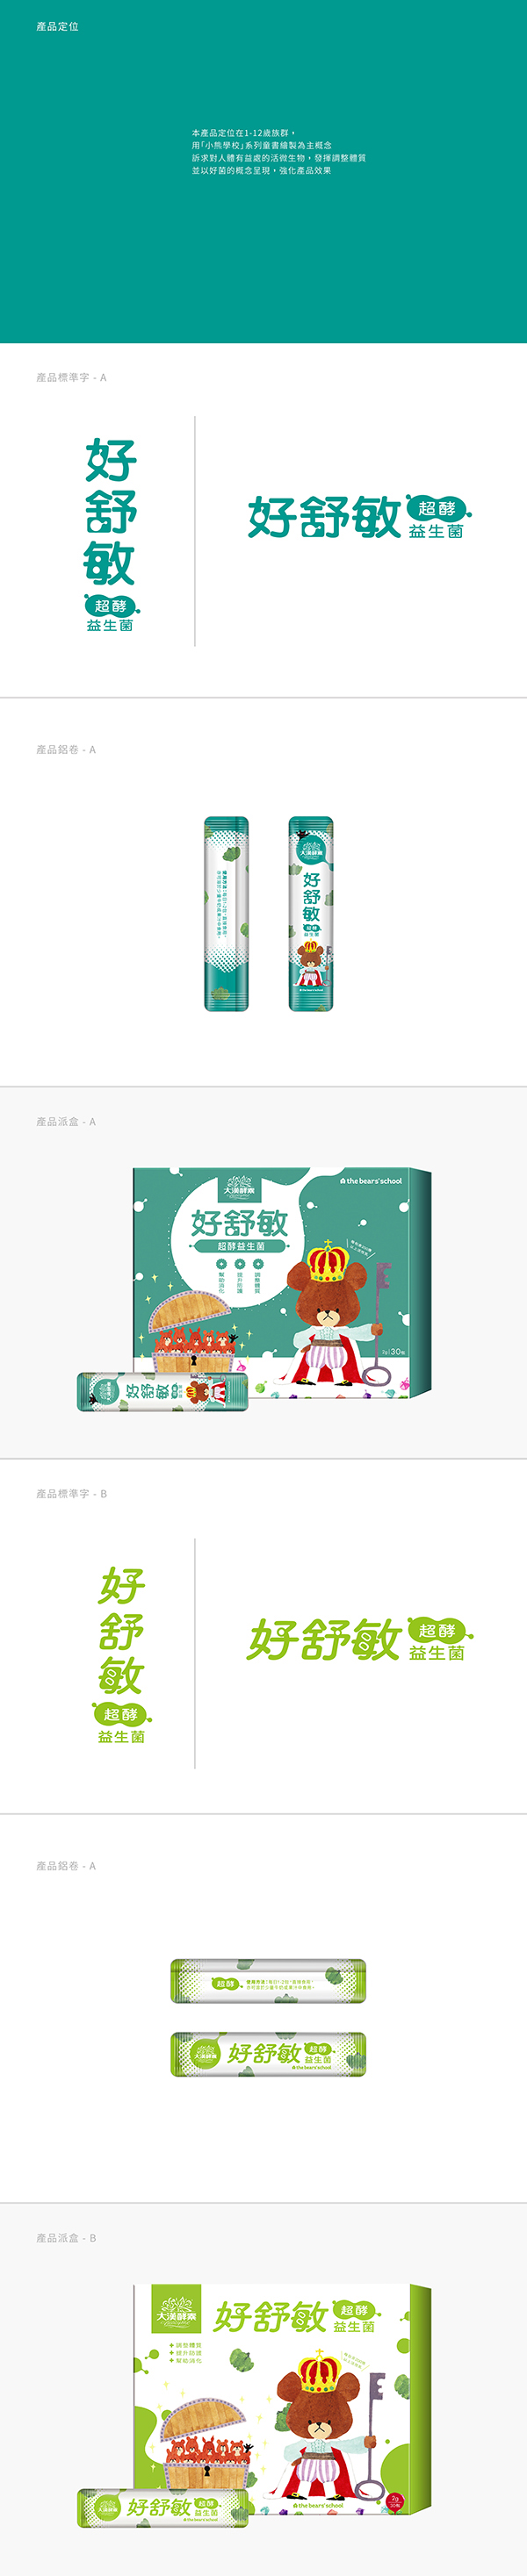 產品定位
本產品定位在1-12歲族群，
用「小熊學校」系列童書繪製為主概念
訴求對人體有益處的活微生物，發揮調整體質
並以好菌的概念呈現，強化產品效果
產品標準字 - A
好舒敏
超酵
益生菌
好舒敏
超酵
益生菌
產品鋁卷 - A
大漢酵素
好舒敏
超酵
益生菌
the bears' school
產品派盒 - A
大漢酵素
the bears' school
好舒敏
超酵益生菌
調整體質
提升防護
幫助消化
2g | 30包
好舒敏
產品標準字 - B
好舒敏
超酵
益生菌
好舒敏
超酵
益生菌
產品鋁卷 - A
超酵
大漢酵素
好舒敏
超酵
益生菌
the bears' school
產品派盒 - B
大漢酵素
好舒敏
超酵
益生菌
調整體質
提升防護
幫助消化
2g
30包
the bears' school
大漢酵素
好舒敏
超酵
益生菌
the bears' school